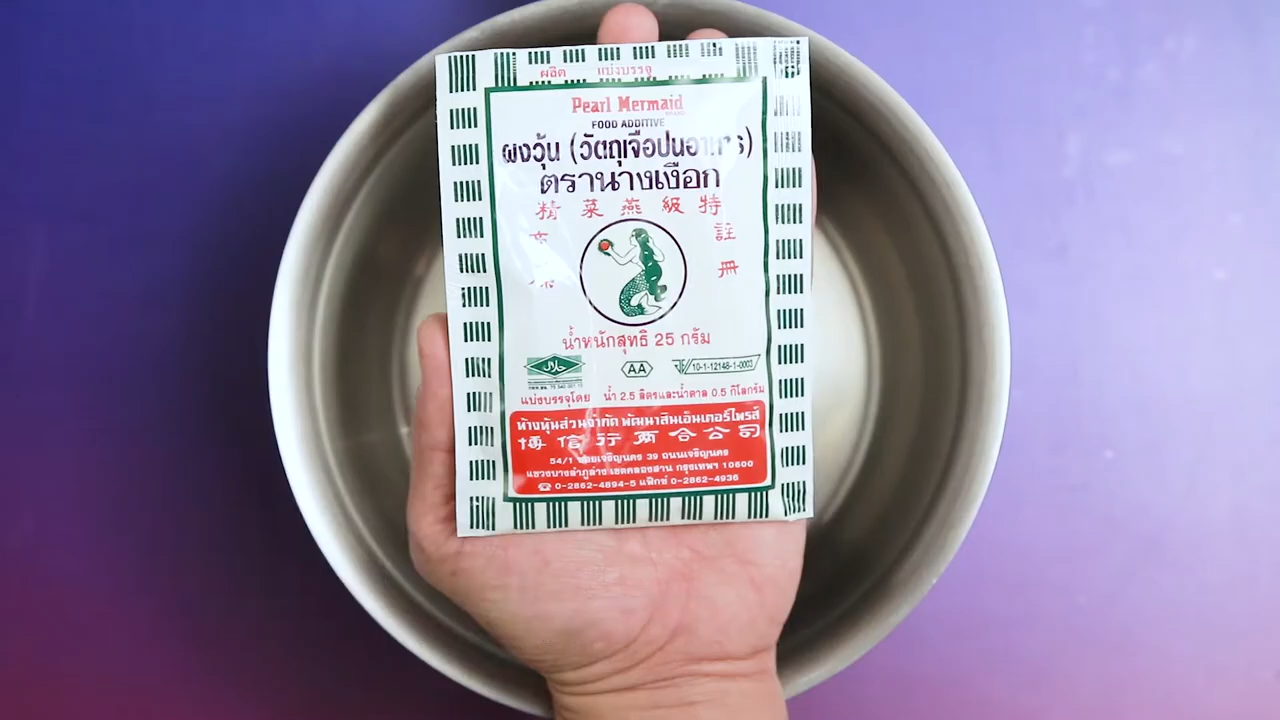 ผลิต แบ่งบรรจุ
Pearl Mermaid
BRAND
FOOD ADDITIVE
ผงวุ้น (วัตถุเจือปนอาหาร)
ตรานางเงือก
精 菜 燕 級 特
註
冊
น้ำหนักสุทธิ 25 กรัม
حلال
AA
10-1-12148-1-0003
แบ่งบรรจุโดย น้ำ 2.5 ลิตรและน้ำตาล 0.5 กิโลกรัม
ห้างหุ้นส่วนจำกัด พัฒนาสินเอ็นเตอร์ไพรส์
博 信 行 兩 合 公 司
54/1 ซอยเจริญนคร 39 ถนนเจริญนคร
แขวงบางลำภูล่าง เขตคลองสาน กรุงเทพฯ 10600
☎ 0-2862-4894-5 แฟ็กซ์ 0-2862-4936